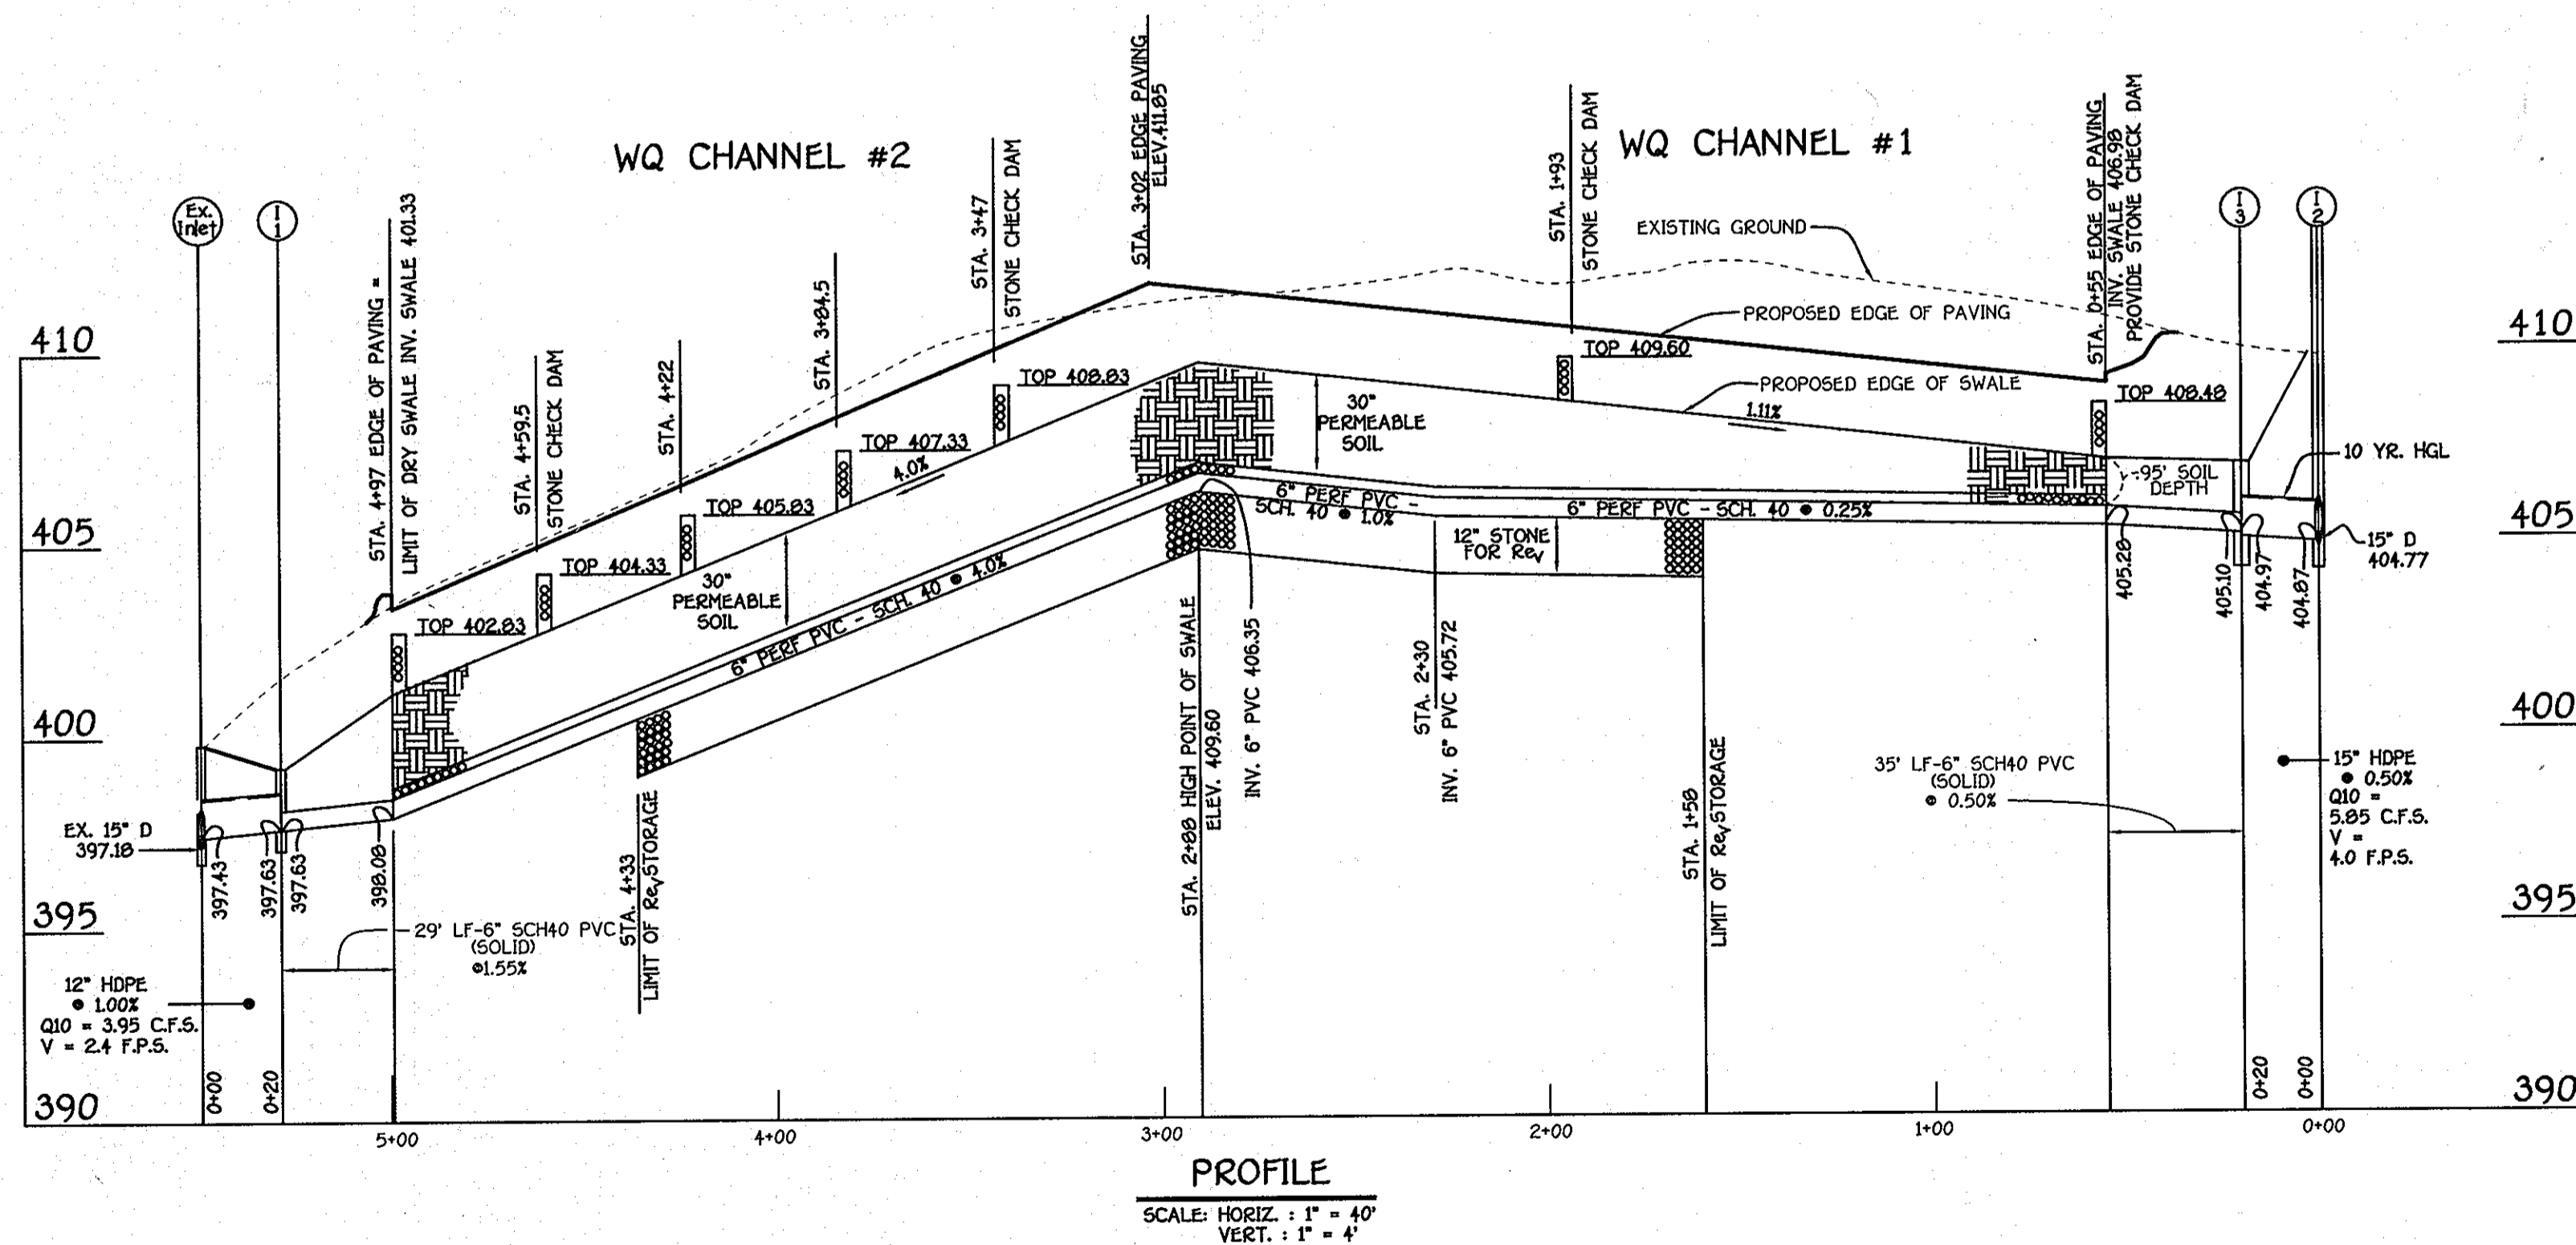 WQ CHANNEL #2
WQ CHANNEL #1
Ex.
Inlet
I
1
STA. 4+97 EDGE OF PAVING =
LIMIT OF DRY SWALE INV. SWALE 401.33
STA. 4+59.5
STONE CHECK DAM
STA. 4+22
STA. 3+84.5
STA. 3+47
STONE CHECK DAM
STA. 3+02 EDGE PAVING
ELEV.411.85
STA. 1+93
STONE CHECK DAM
STA. 0+55 EDGE OF PAVING
INV. SWALE 406.98
PROVIDE STONE CHECK DAM
I
3
I
2
EXISTING GROUND
PROPOSED EDGE OF PAVING
PROPOSED EDGE OF SWALE
1.11%
410
405
400
395
390
410
405
400
395
390
TOP 402.83
TOP 404.33
TOP 405.83
TOP 407.33
4.0%
TOP 408.83
TOP 409.60
TOP 408.48
30"
PERMEABLE
SOIL
30"
PERMEABLE
SOIL
6" PERF PVC - SCH. 40 @ 4.0%
6" PERF PVC -
SCH. 40 @ 1.0%
6" PERF PVC - SCH. 40 @ 0.25%
12" STONE
FOR Rev
.95' SOIL
DEPTH
10 YR. HGL
15" D
404.77
405.28
405.10
404.97
404.87
EX. 15" D
397.18
397.43
397.63
397.63
398.08
29' LF-6" SCH40 PVC
(SOLID)
@1.55%
12" HDPE
@ 1.00%
Q10 = 3.95 C.F.S.
V = 2.4 F.P.S.
STA. 4+33
LIMIT OF Rev STORAGE
STA. 2+88 HIGH POINT OF SWALE
ELEV. 409.60
INV. 6" PVC 406.35
STA. 2+30
INV. 6" PVC 405.72
STA. 1+58
LIMIT OF Rev STORAGE
35' LF-6" SCH40 PVC
(SOLID)
@ 0.50%
15" HDPE
@ 0.50%
Q10 =
5.85 C.F.S.
V =
4.0 F.P.S.
0+00
0+20
0+20
0+00
5+00
4+00
3+00
2+00
1+00
0+00
PROFILE
SCALE: HORIZ. : 1" = 40'
VERT. : 1" = 4'